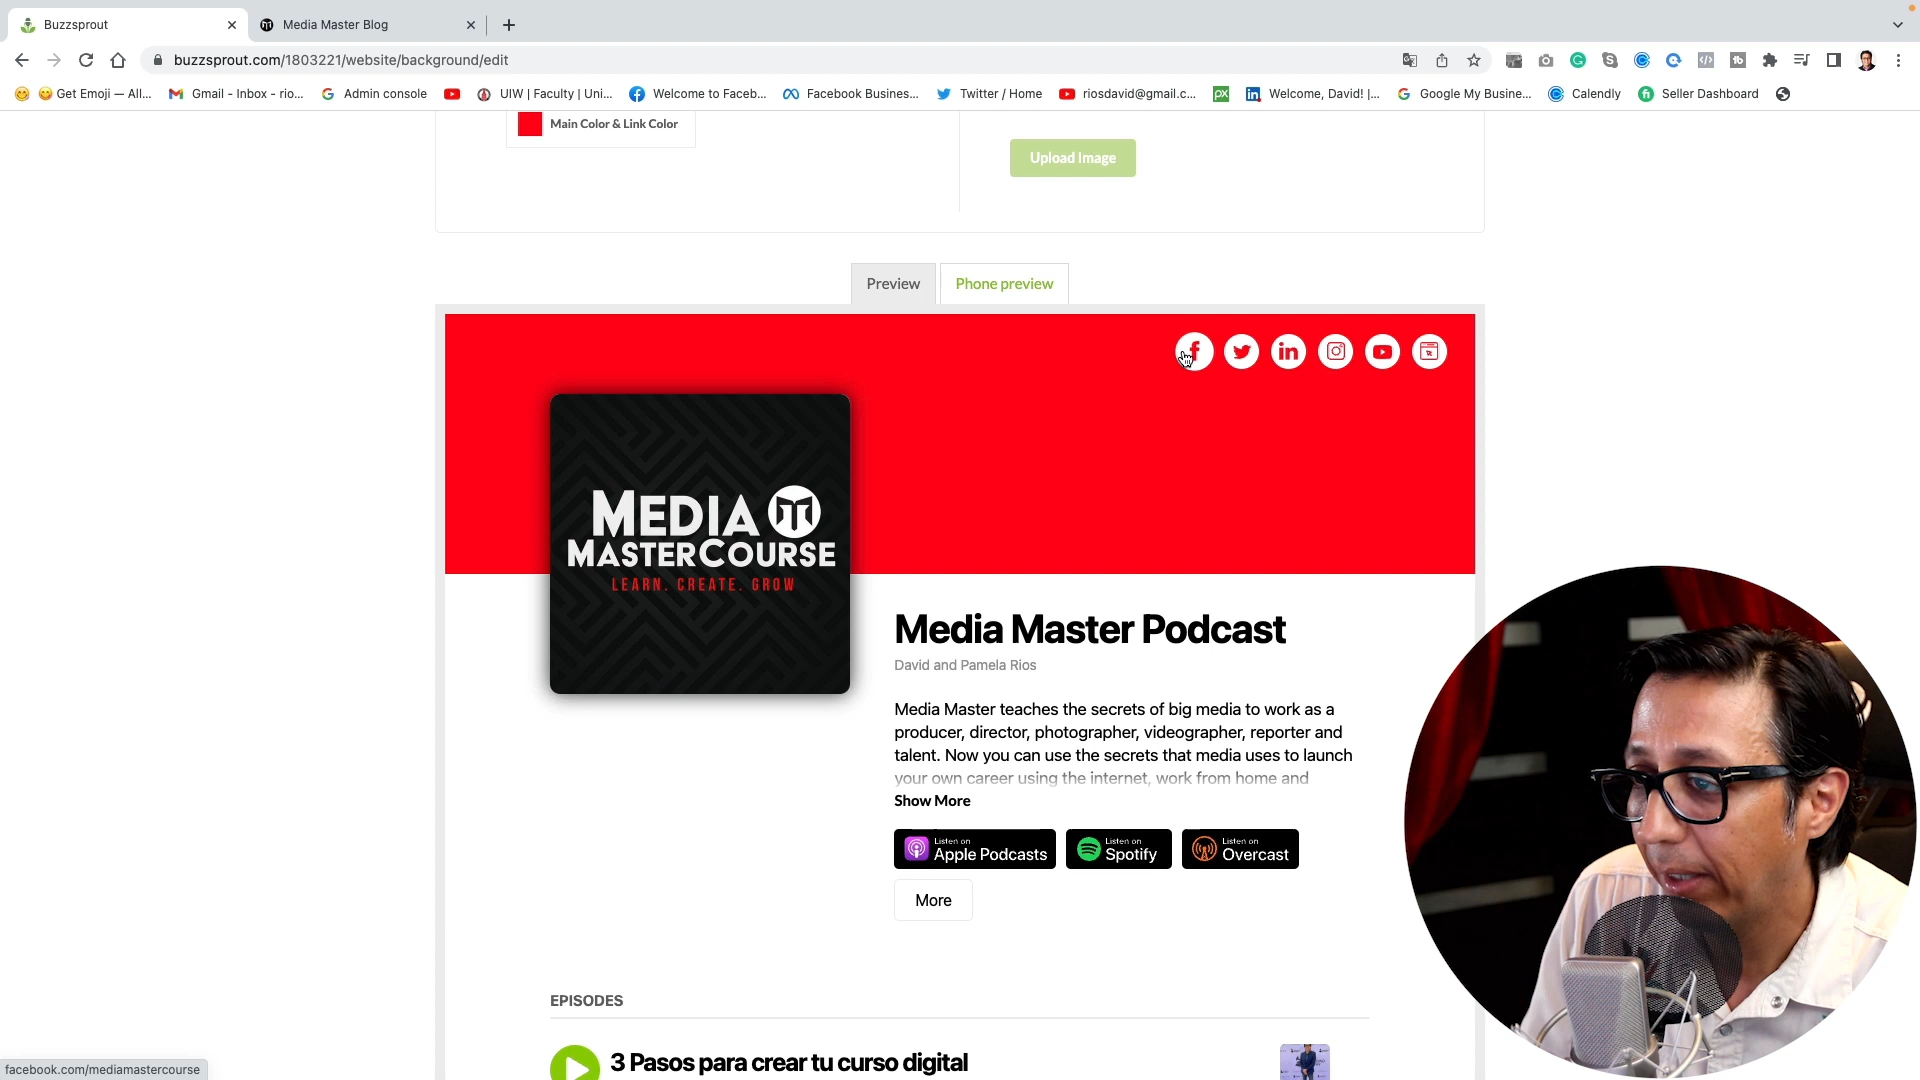 Buzzsprout
Media Master Blog
buzzsprout.com/1803221/website/background/edit
Get Emoji — All...
Gmail - Inbox - rio...
Admin console
UIW | Faculty | Uni...
Welcome to Faceb...
Facebook Business...
Twitter / Home
riosdavid@gmail.c...
px
Welcome, David! |...
Google My Busine...
Calendly
Seller Dashboard
Main Color & Link Color
Upload Image
Preview
Phone preview
MEDIA
MASTERCOURSE
LEARN. CREATE. GROW
Media Master Podcast
David and Pamela Rios
Media Master teaches the secrets of big media to work as a
producer, director, photographer, videographer, reporter and
talent. Now you can use the secrets that media uses to launch
your own career using the internet, work from home and
Show More
Listen on
Apple Podcasts
Listen on
Spotify
Listen on
Overcast
More
EPISODES
3 Pasos para crear tu curso digital
facebook.com/mediamastercourse